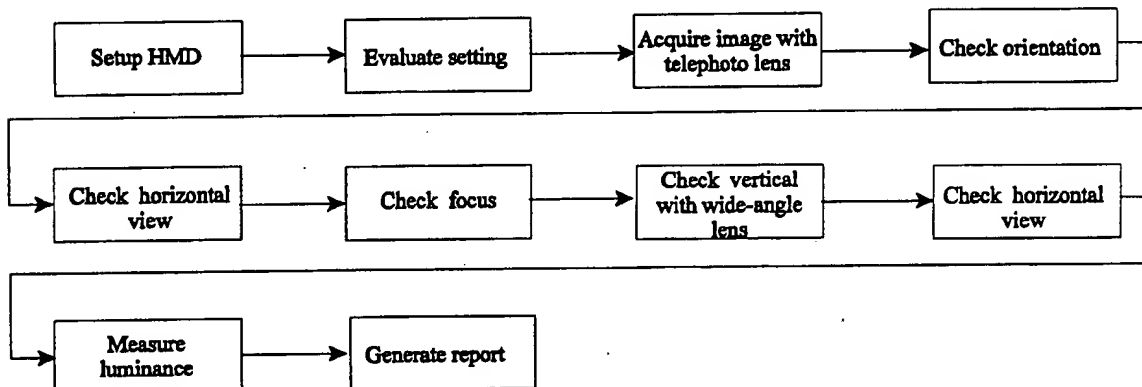 Setup HMD
Evaluate setting
Acquire image with
telephoto lens
Check orientation
Check horizontal
view
Check focus
Check vertical
with wide-angle
lens
Check horizontal
view
Measure
luminance
Generate report